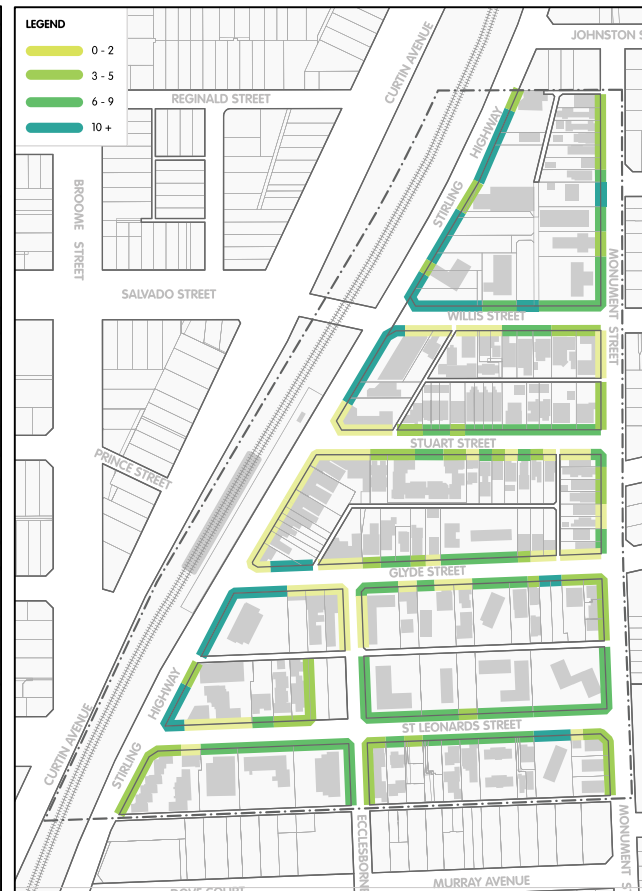 LEGEND
0 - 2
3 - 5
6 - 9
10 +
JOHNSTON S
CURTIN AVENUE
REGINALD STREET
STIRLING HIGHWAY
BROOME STREET
SALVADO STREET
MONUMENT STREET
WILLIS STREET
STUART STREET
PRINCE STREET
GLYDE STREET
CURTIN AVENUE
STIRLING HIGHWAY
ST LEONARDS STREET
ECCLESBORNE
MONUMENT S
MURRAY AVENUE